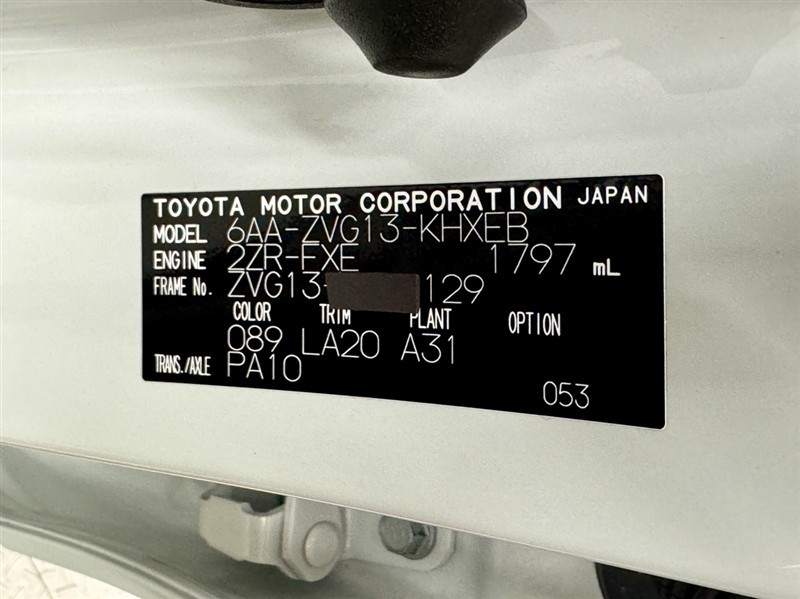 TOYOTA MOTOR CORPORATION JAPAN
MODEL 6AA-ZVG13-KHXEB
ENGINE 2ZR-FXE 1797 mL
FRAME No. ZVG13- 129
COLOR TRIM PLANT OPTION
089 LA20 A31
TRANS./AXLE PA10
053